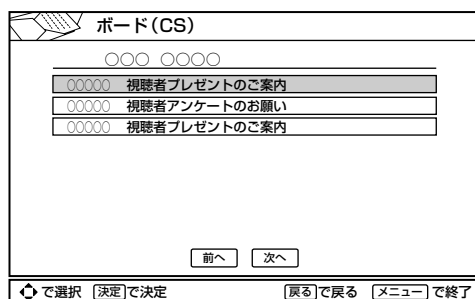 ボード(CS)
○○○ ○○○○
○○○○○ 視聴者プレゼントのご案内
○○○○○ 視聴者アンケートのお願い
○○○○○ 視聴者プレゼントのご案内
前へ 次へ
で選択 決定で決定 戻るで戻る メニューで終了